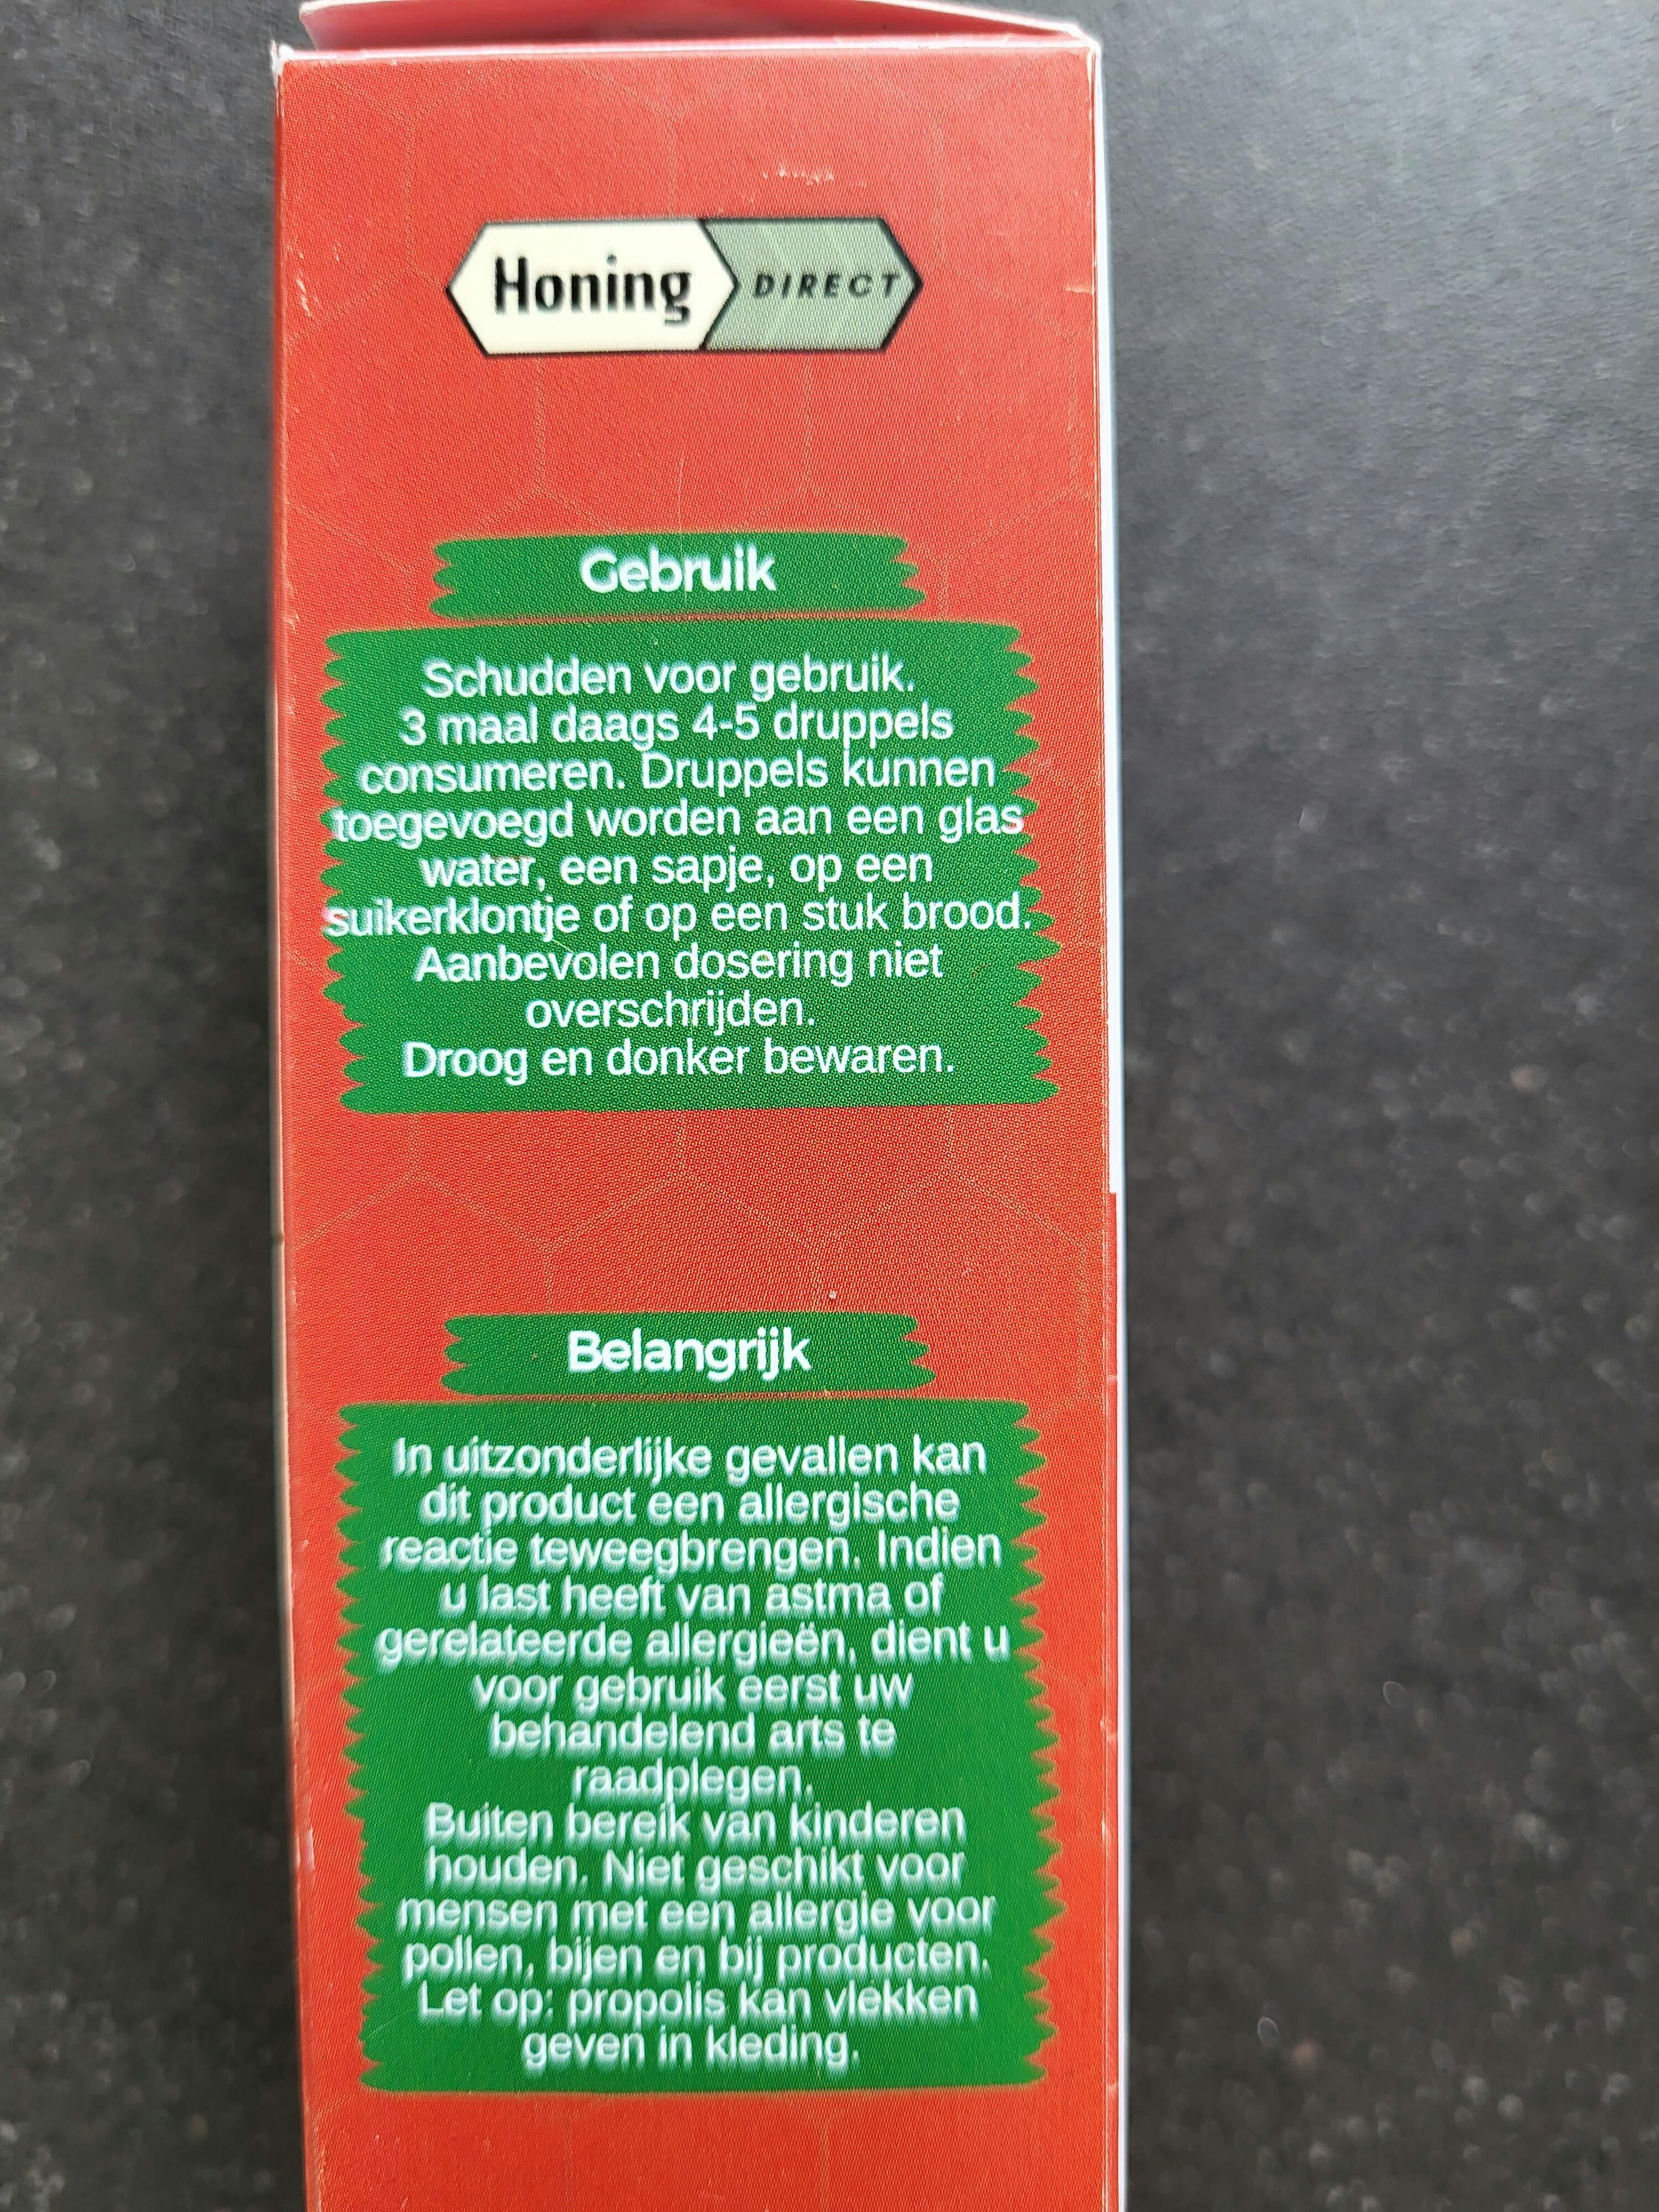 Honing DIRECT
Gebruik
Schudden voor gebruik.
3 maal daags 4-5 druppels
consumeren. Druppels kunnen
toegevoegd worden aan een glas
water, een sapje, op een
suikerklontje of op een stuk brood.
Aanbevolen dosering niet
overschrijden.
Droog en donker bewaren.
Belangrijk
In uitzonderlijke gevallen kan
dit product een allergische
reactie teweegbrengen. Indien
u last heeft van astma of
gerelateerde allergieën, dient u
voor gebruik eerst uw
behandelend arts te
raadplegen.
Buiten bereik van kinderen
houden. Niet geschikt voor
mensen met een allergie voor
pollen, bijen en bij producten.
Let op: propolis kan vlekken
geven in kleding.